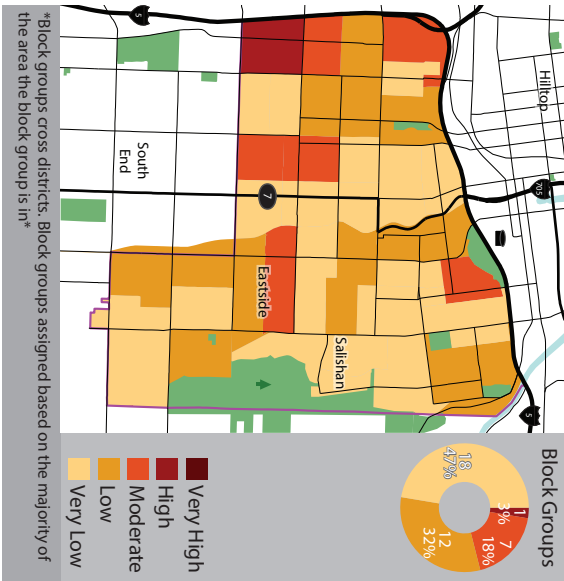 5
Hilltop
705
South
End
7
Eastside
Salishan
5
Block Groups
1
3%
7
18%
12
32%
18
47%
Very High
High
Moderate
Low
Very Low
*Block groups cross districts. Block groups assigned based on the majority of
the area the block group is in*